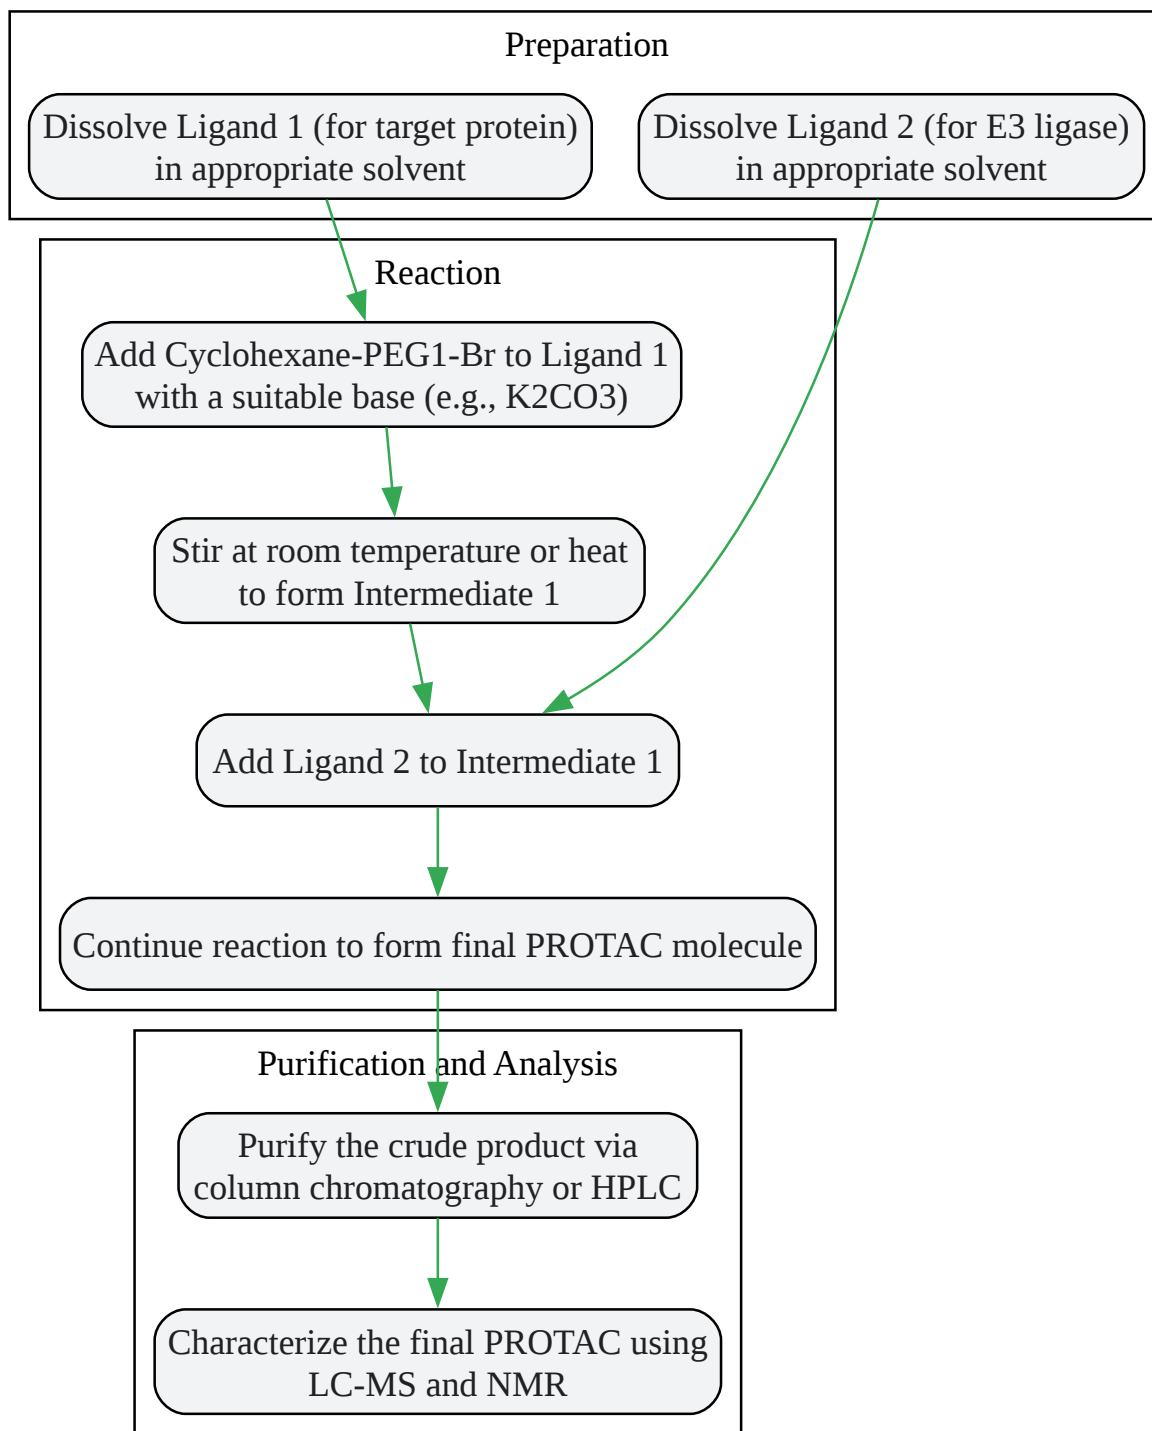 Preparation
Dissolve Ligand 1 (for target protein)
in appropriate solvent
Dissolve Ligand 2 (for E3 ligase)
in appropriate solvent
Reaction
Add Cyclohexane-PEG1-Br to Ligand 1
with a suitable base (e.g., K2CO3)
Stir at room temperature or heat
to form Intermediate 1
Add Ligand 2 to Intermediate 1
Continue reaction to form final PROTAC molecule
Purification and Analysis
Purify the crude product via
column chromatography or HPLC
Characterize the final PROTAC using
LC-MS and NMR